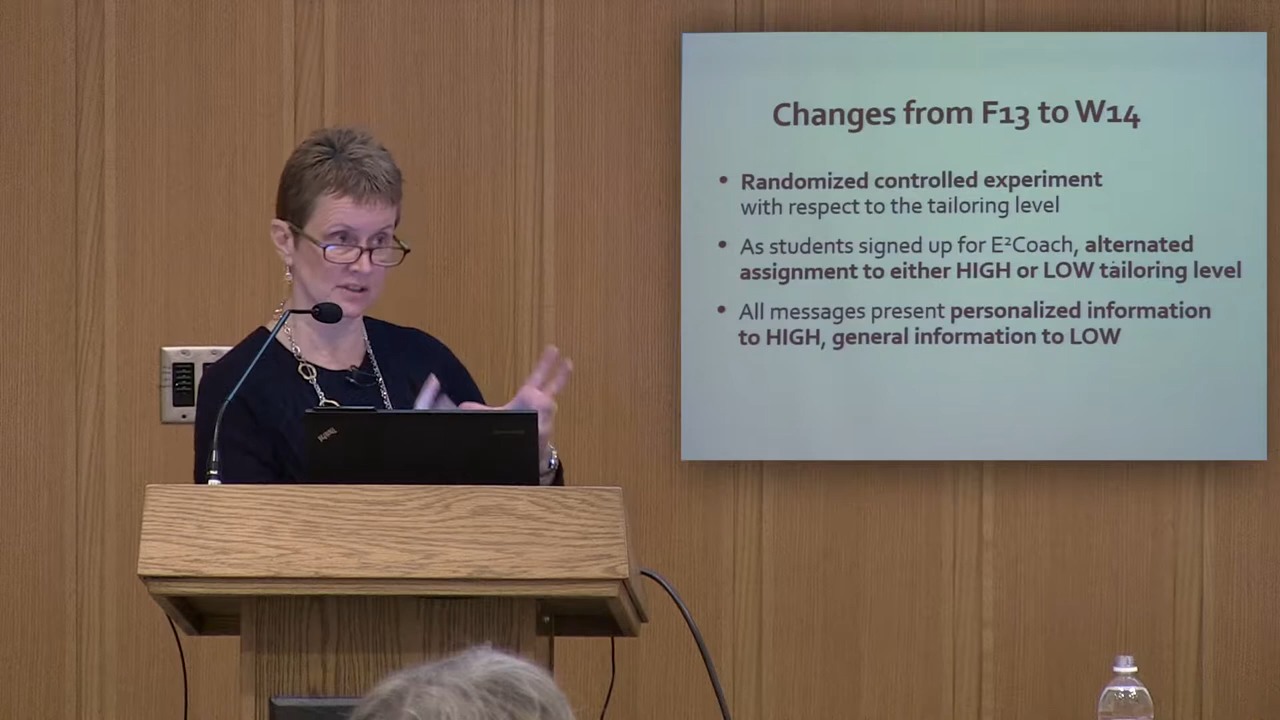 Changes from F13 to W14
• Randomized controlled experiment
with respect to the tailoring level
• As students signed up for E²Coach, alternated
assignment to either HIGH or LOW tailoring level
• All messages present personalized information
to HIGH, general information to LOW
ThinkPad